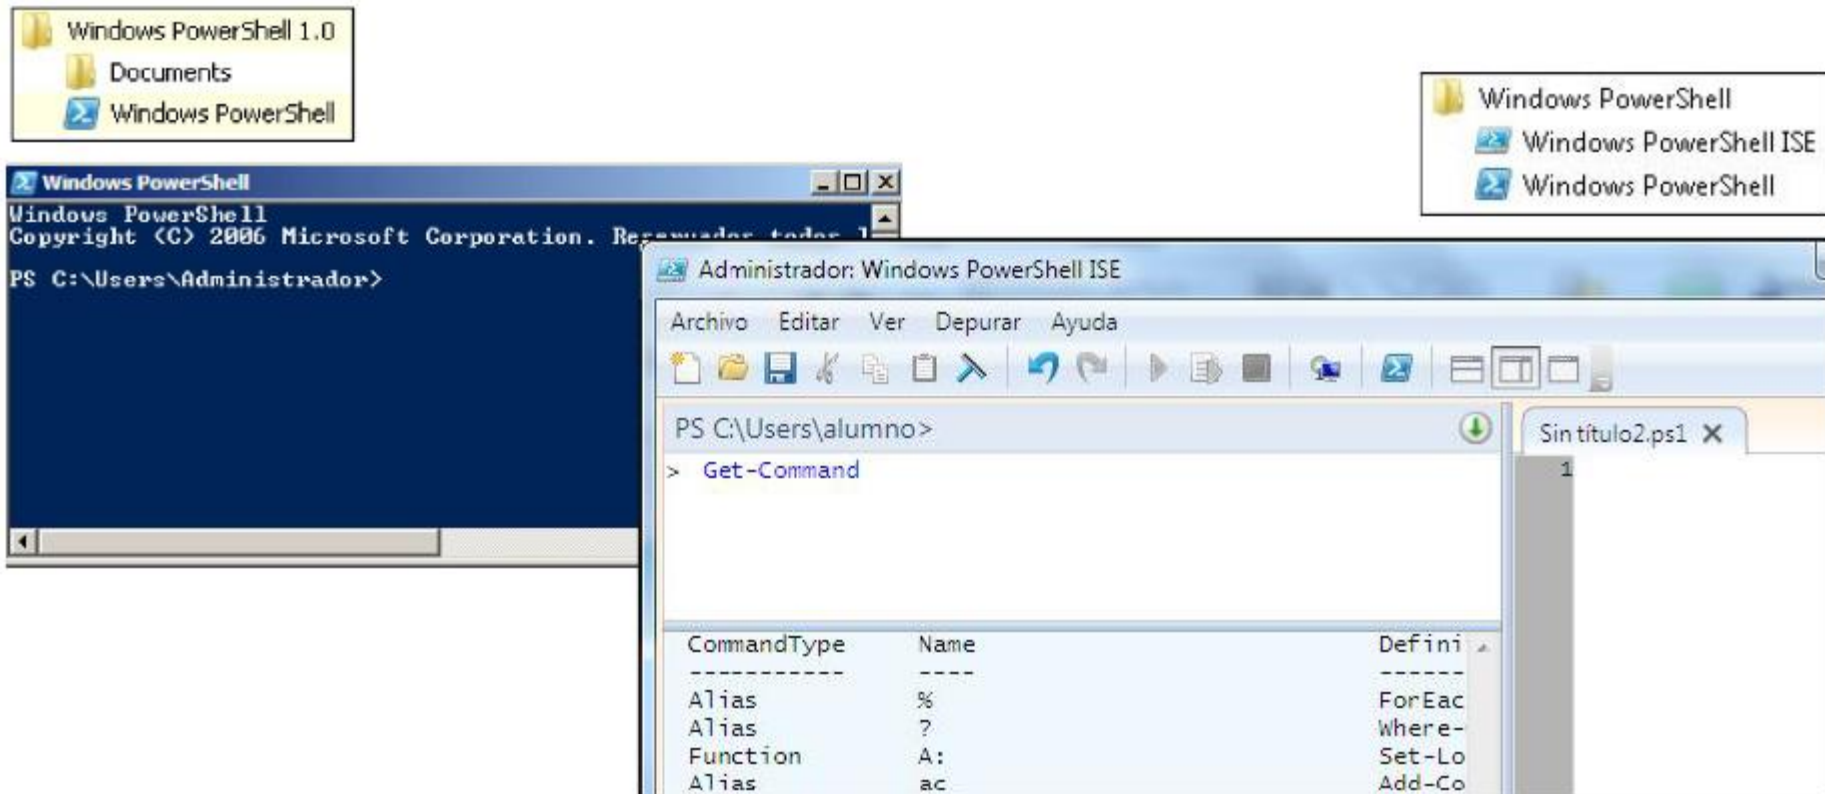 Windows PowerShell 1.0
Documents
Windows PowerShell
Windows PowerShell
Windows PowerShell ISE
Windows PowerShell
Windows PowerShell
Windows PowerShell
Copyright (C) 2006 Microsoft Corporation. Reservados todos l
PS C:\Users\Administrador>
Administrador: Windows PowerShell ISE
Archivo Editar Ver Depurar Ayuda
PS C:\Users\alumno>
> Get-Command
Sin título2.ps1
1
CommandType Name Defini
----------- ---- ------
Alias % ForEac
Alias ? Where-
Function A: Set-Lo
Alias ac Add-Co